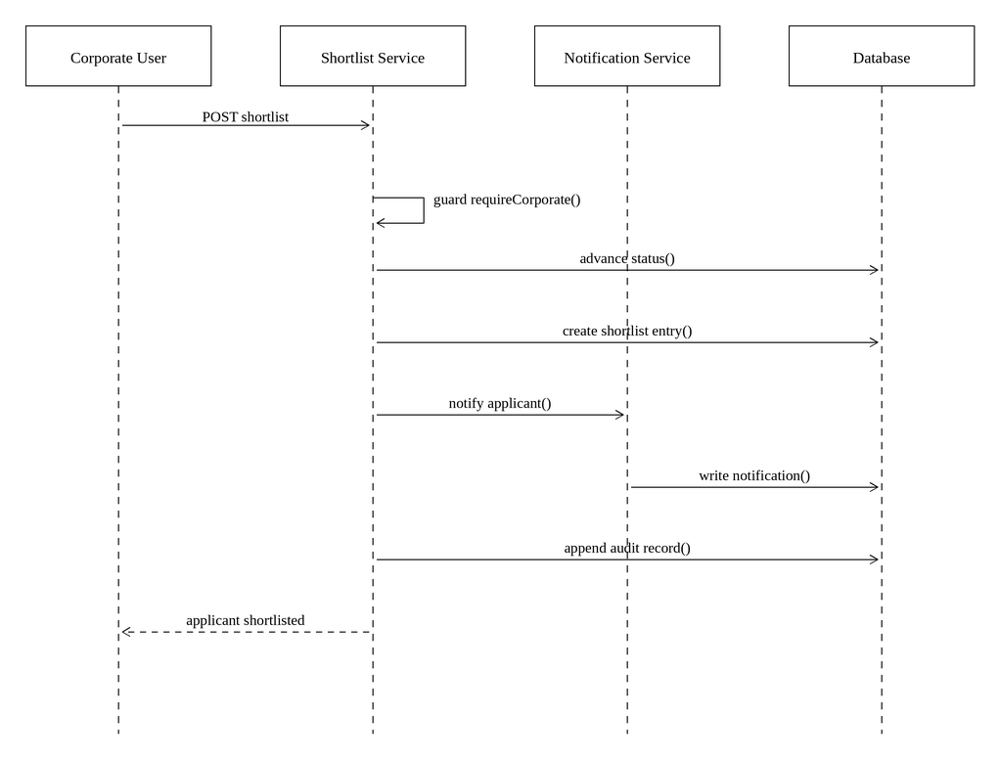 Corporate User
Shortlist Service
Notification Service
Database
POST shortlist
guard requireCorporate()
advance status()
create shortlist entry()
notify applicant()
write notification()
append audit record()
applicant shortlisted